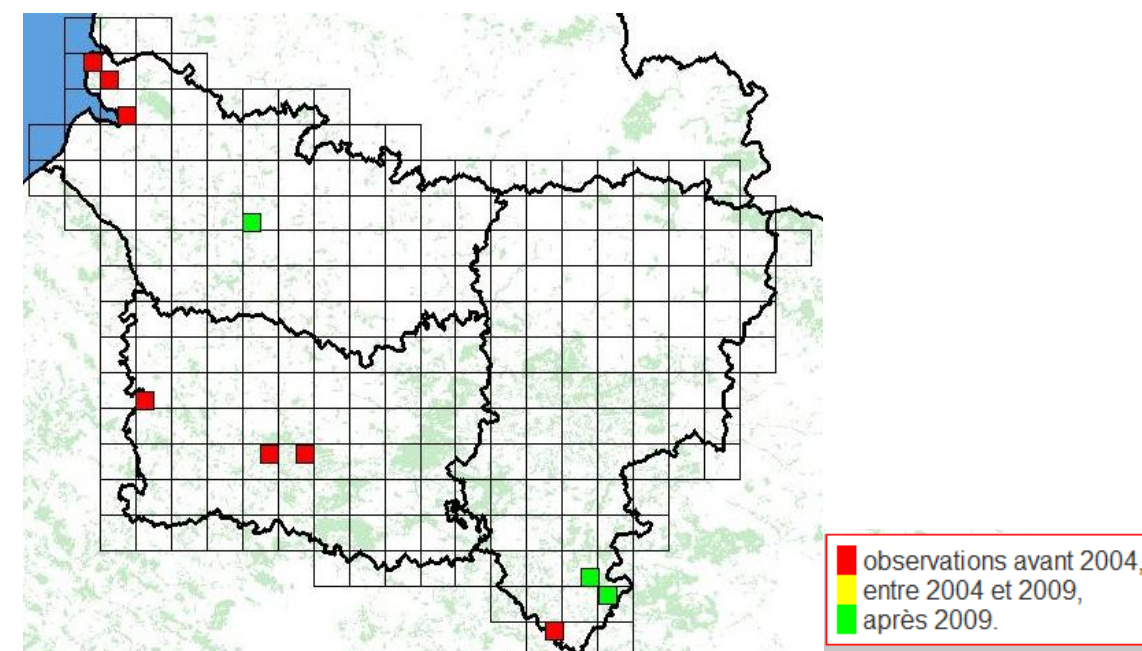 observations avant 2004,
entre 2004 et 2009,
après 2009.